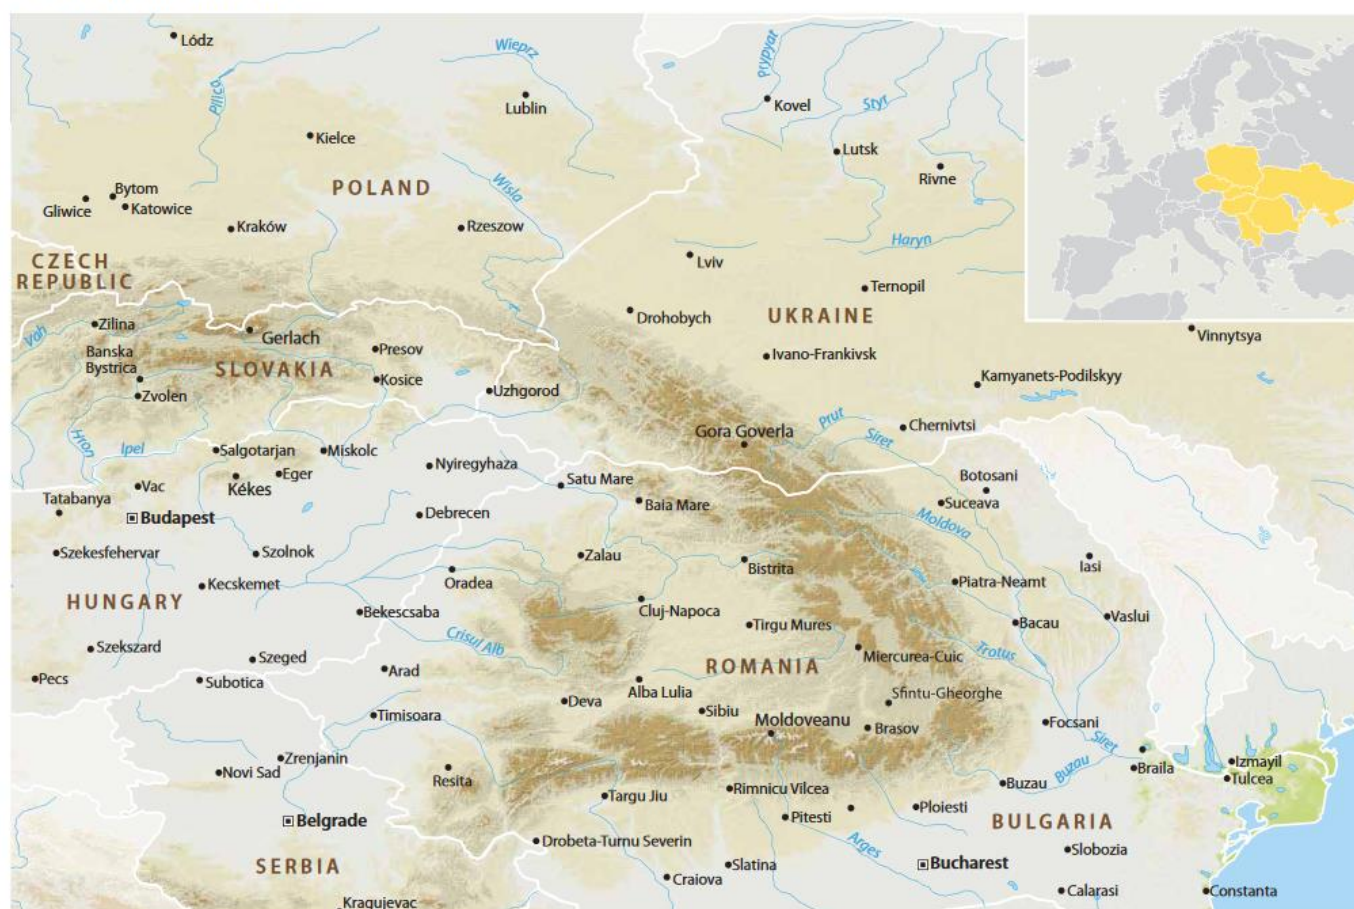 Lódz
Wieprz
Prypyat
Pilica
Lublin
Kovel
Styr
Kielce
Lutsk
POLAND
Wisla
Rivne
Bytom
Gliwice
Katowice
Kraków
Rzeszow
Haryn
CZECH
REPUBLIC
Lviv
Ternopil
Drohobych
UKRAINE
Vinnytsya
Zilina
Vah
Gerlach
Banska
Bystrica
SLOVAKIA
Presov
Ivano-Frankivsk
Kosice
Kamyanets-Podilskyy
Zvolen
Uzhgorod
Prut
Chernivtsi
Hron
Ipel
Gora Goverla
Siret
Salgotarjan
Miskolc
Nyiregyhaza
Eger
Kékes
Vac
Satu Mare
Botosani
Tatabanya
Baia Mare
Suceava
Budapest
Debrecen
Moldova
Szekesfehervar
Szolnok
Zalau
Bistrita
Iasi
Kecskemet
Oradea
Piatra-Neamt
HUNGARY
Bekescsaba
Cluj-Napoca
Tirgu Mures
Bacau
Vaslui
Szekszard
Crisul Alb
Trotus
Szeged
Arad
ROMANIA
Miercurea-Cuic
Pecs
Subotica
Alba Lulia
Sfintu-Gheorghe
Deva
Sibiu
Timisoara
Moldoveanu
Brasov
Focsani
Siret
Zrenjanin
Novi Sad
Resita
Buzau
Braila
Izmayil
Tulcea
Targu Jiu
Rimnicu Vilcea
Buzau
Ploiesti
Belgrade
Pitesti
BULGARIA
Drobeta-Turnu Severin
Arges
Slobozia
SERBIA
Slatina
Bucharest
Craiova
Calarasi
Constanta
Kragujevac